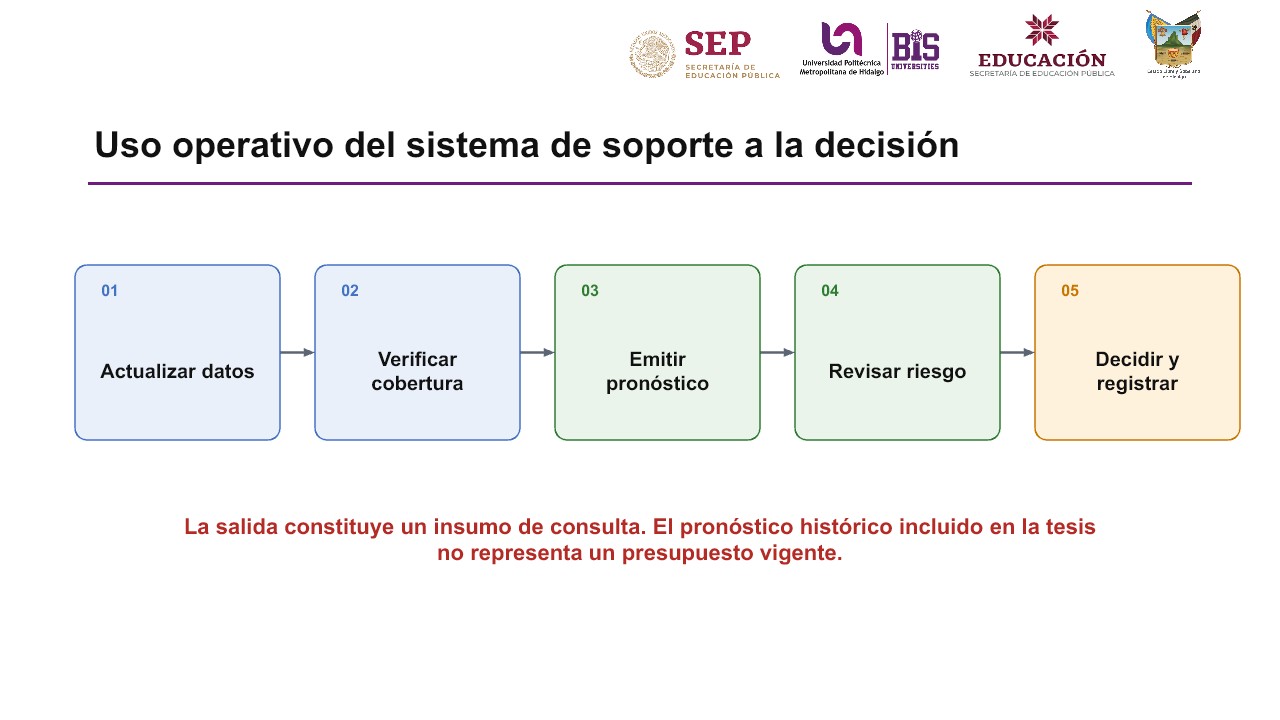 SEP
SECRETARÍA DE
EDUCACIÓN PÚBLICA
Universidad Politécnica
Metropolitana de Hidalgo
BIS
UNIVERSITIES
EDUCACIÓN
SECRETARÍA DE EDUCACIÓN PÚBLICA
Uso operativo del sistema de soporte a la decisión
01
Actualizar datos
02
Verificar
cobertura
03
Emitir
pronóstico
04
Revisar riesgo
05
Decidir y
registrar
La salida constituye un insumo de consulta. El pronóstico histórico incluido en la tesis
no representa un presupuesto vigente.